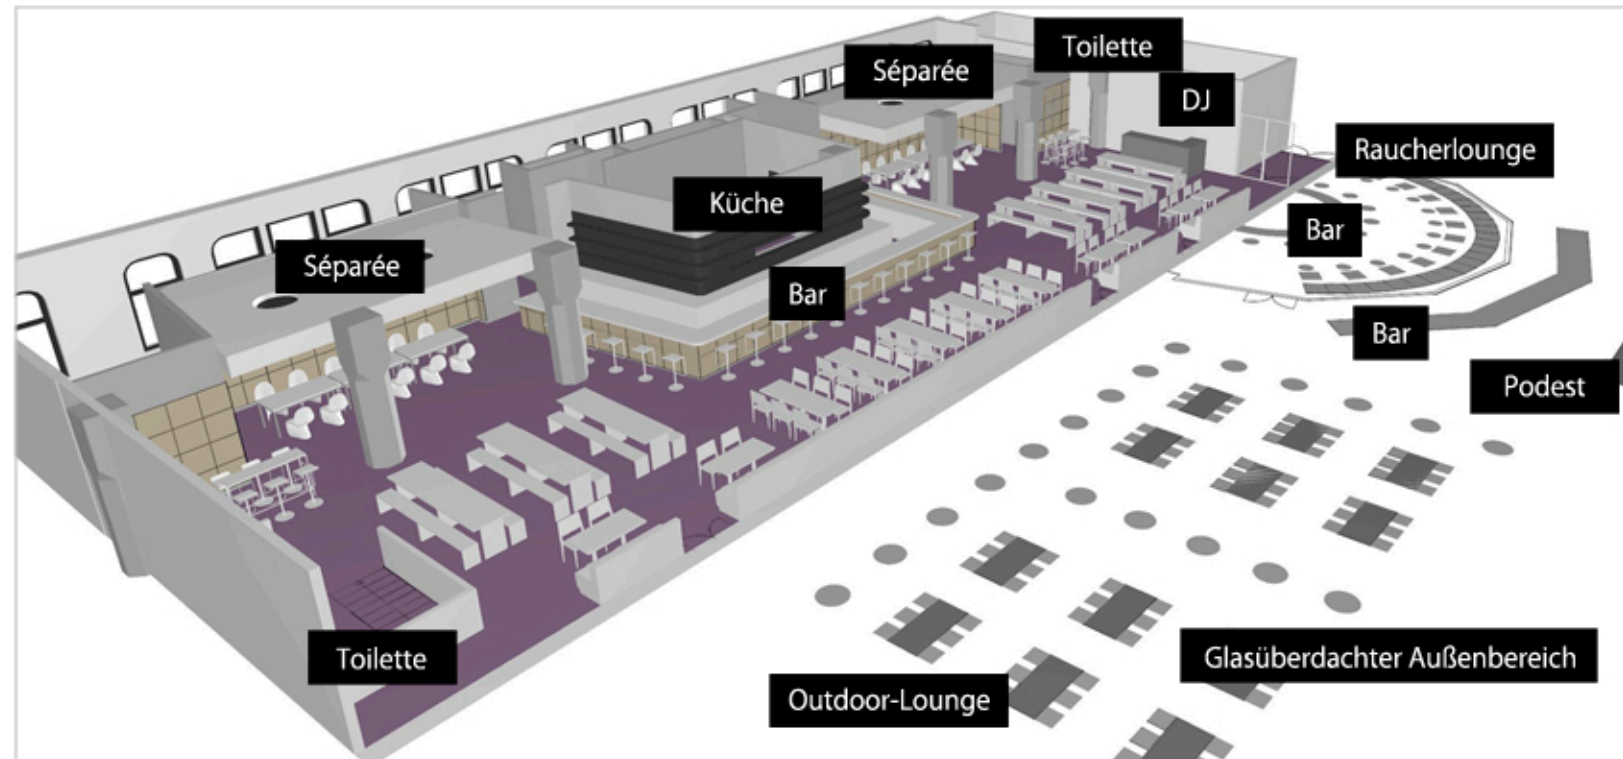 Toilette
Séparée
DJ
Raucherlounge
Küche
Bar
Séparée
Bar
Bar
Podest
Toilette
Glasüberdachter Außenbereich
Outdoor-Lounge